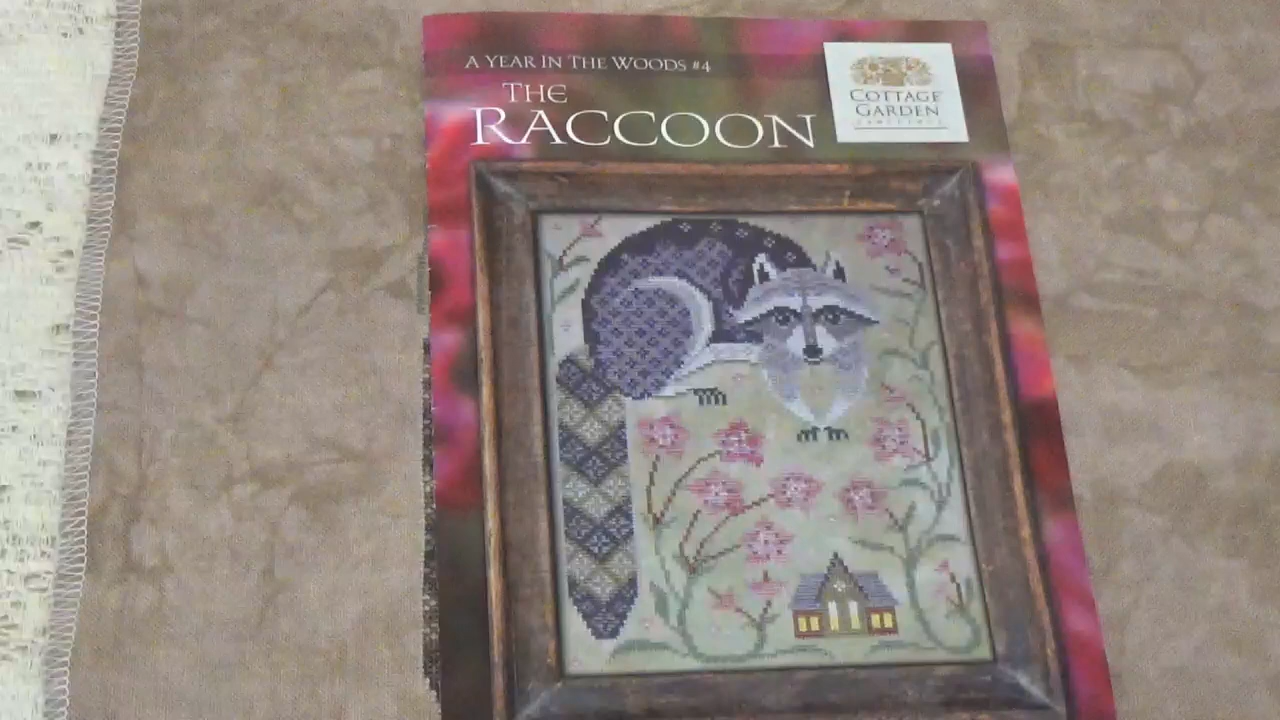 A YEAR IN THE WOODS #4
THE
RACCOON
COTTAGE
GARDEN